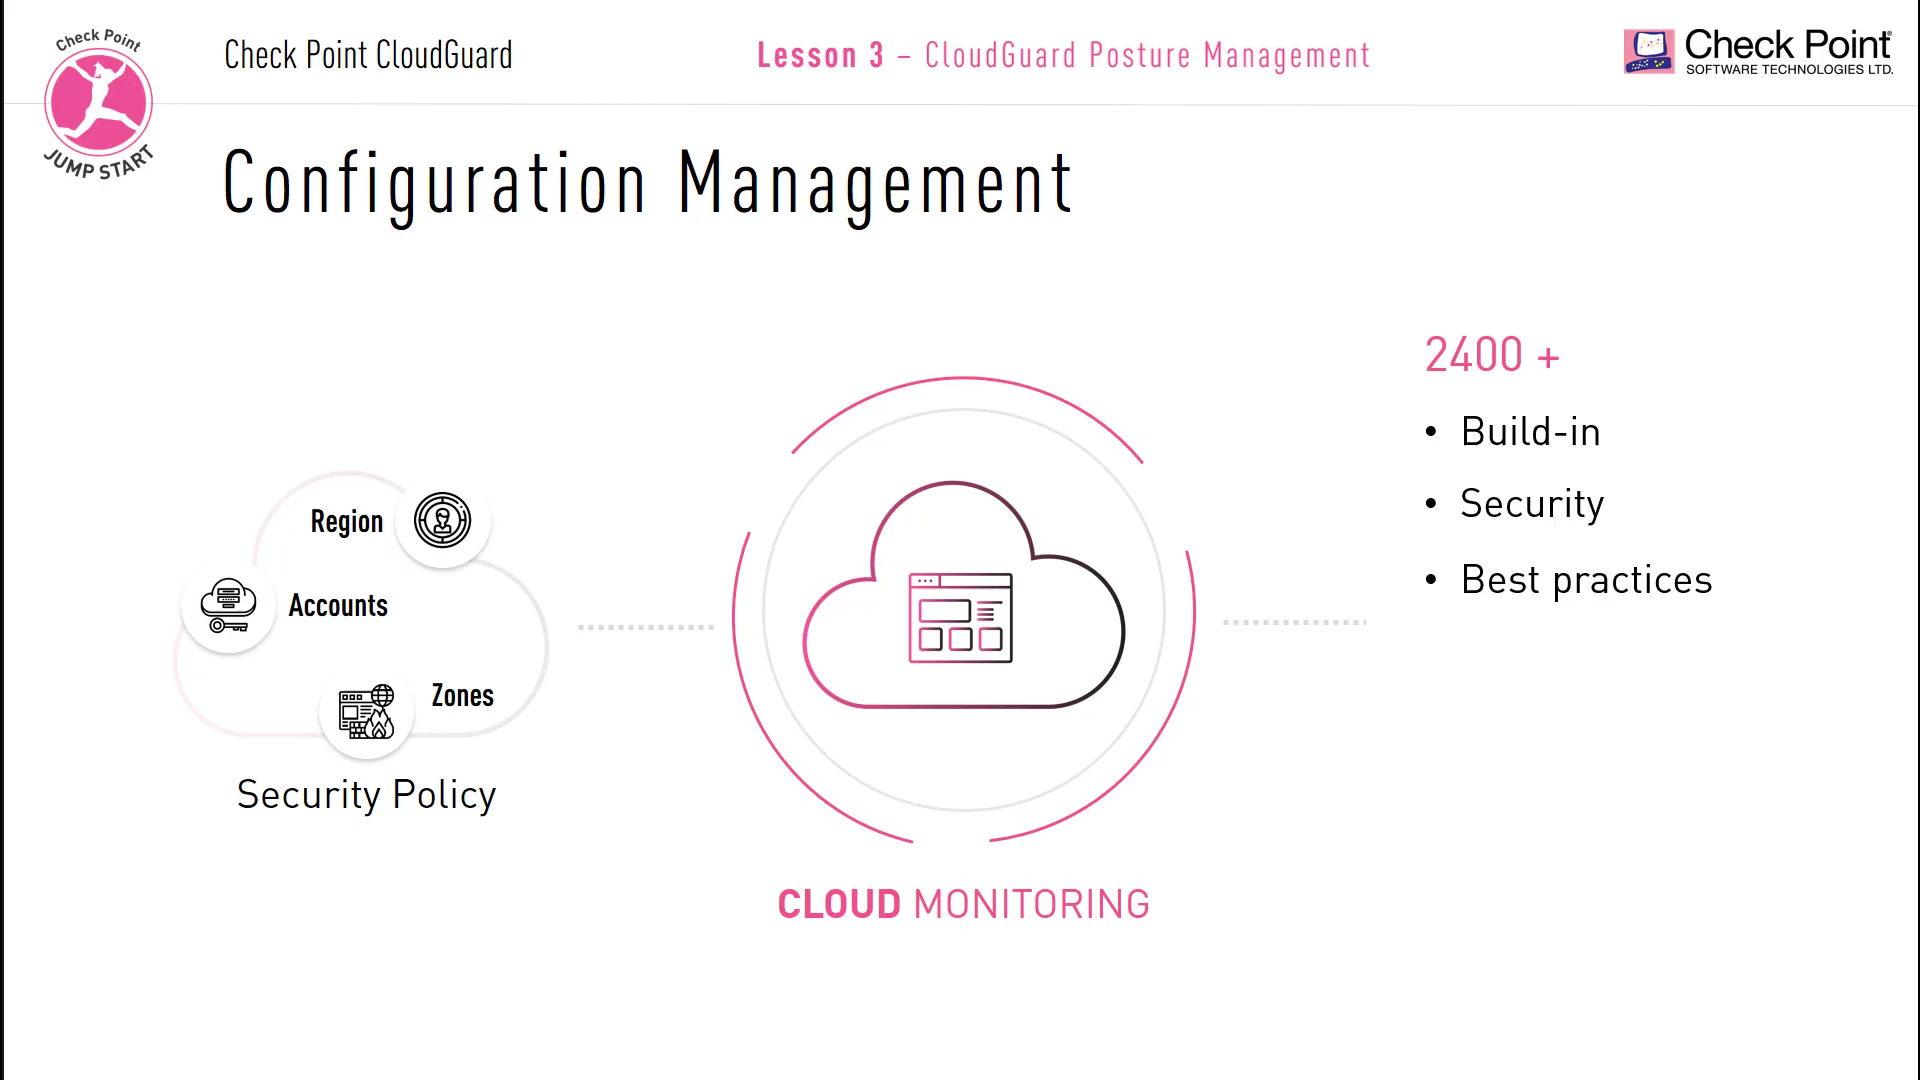 Check Point
JUMP START
Check Point CloudGuard
Lesson 3 – CloudGuard Posture Management
Check Point
SOFTWARE TECHNOLOGIES LTD.
Configuration Management
Region
Accounts
Zones
Security Policy
CLOUD MONITORING
2400 +
• Build-in
• Security
• Best practices